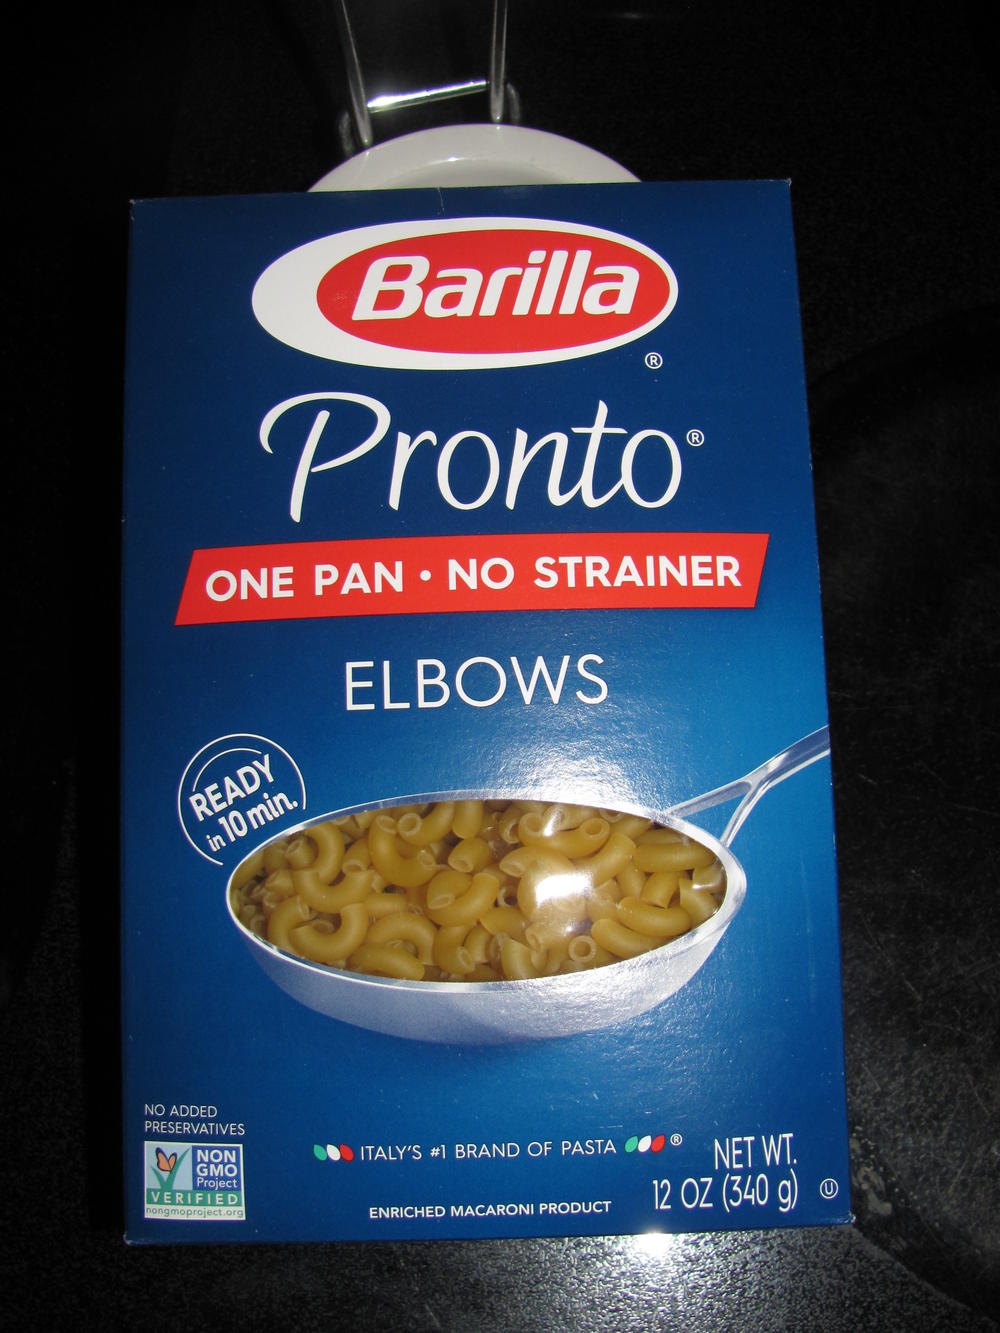 Barilla
®
Pronto®
ONE PAN • NO STRAINER
ELBOWS
READY
in 10 min.
NO ADDED
PRESERVATIVES
NON
GMO
Project
VERIFIED
nongmoproject.org
ITALY'S #1 BRAND OF PASTA ®
ENRICHED MACARONI PRODUCT
NET WT.
12 OZ (340 g)
U